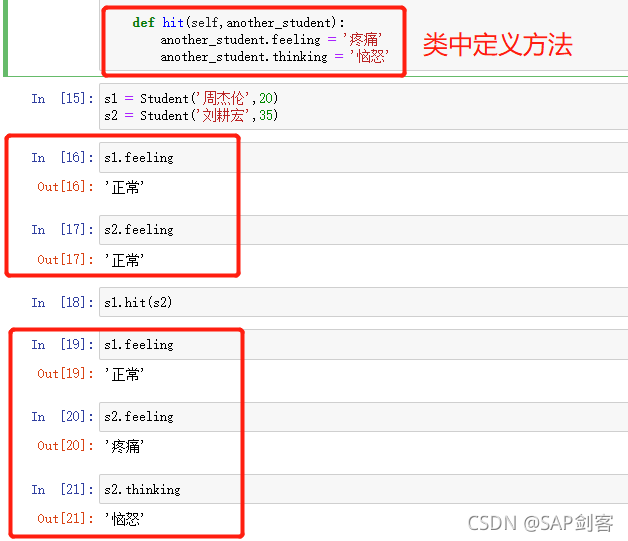 def hit(self,another_student):
another_student.feeling = '疼痛'
another_student.thinking = '恼怒'
类中定义方法
In [15]: s1 = Student('周杰伦',20)
s2 = Student('刘耕宏',35)
In [16]: s1.feeling
Out[16]: '正常'
In [17]: s2.feeling
Out[17]: '正常'
In [18]: s1.hit(s2)
In [19]: s1.feeling
Out[19]: '正常'
In [20]: s2.feeling
Out[20]: '疼痛'
In [21]: s2.thinking
Out[21]: '恼怒'
CSDN @SAP剑客